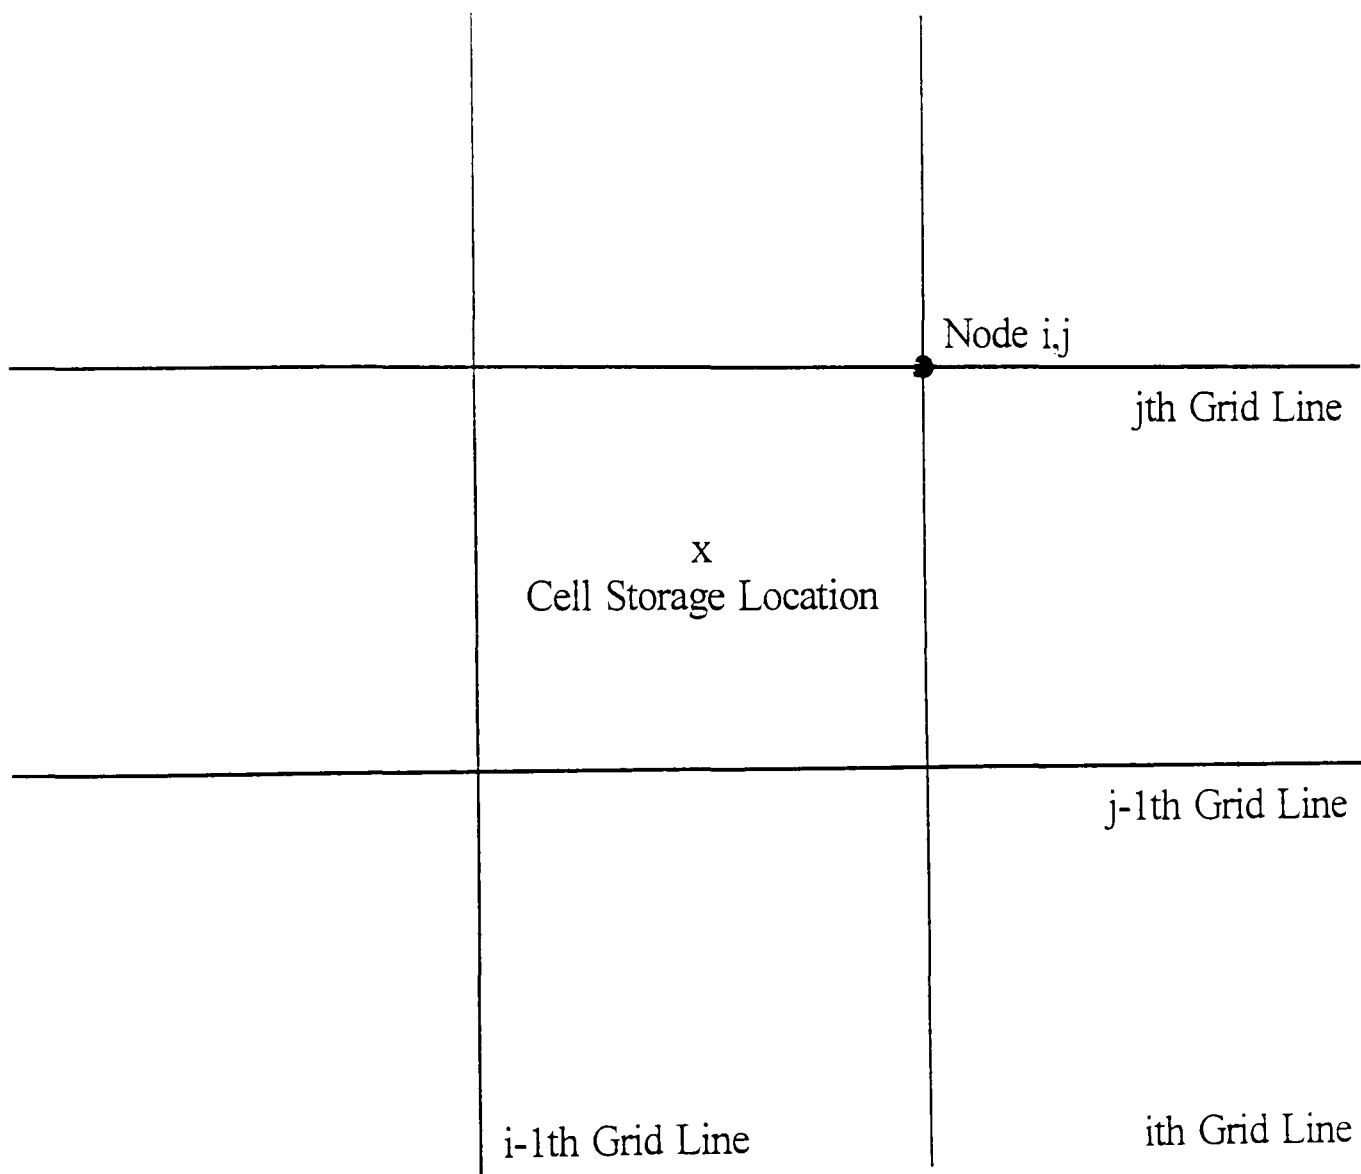 Node i,j
jth Grid Line
x
Cell Storage Location
j-1th Grid Line
i-1th Grid Line
ith Grid Line